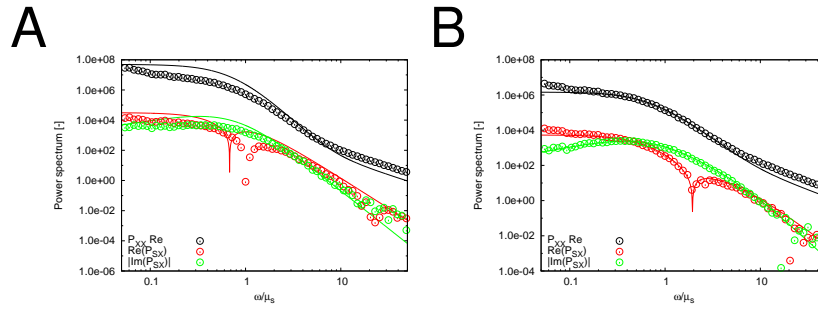 A
B
1.0e+08
1.0e+06
1.0e+04
1.0e+02
1.0e+00
1.0e-02
1.0e-04
1.0e-06
Power spectrum [-]
P_XX Re
Re(P_SX)
|Im(P_SX)|
0.1
1
10
ω/μ_s
1.0e+08
1.0e+06
1.0e+04
1.0e+02
1.0e+00
1.0e-02
1.0e-04
Power spectrum [-]
P_XX Re
Re(P_SX)
|Im(P_SX)|
0.1
1
10
ω/μ_s